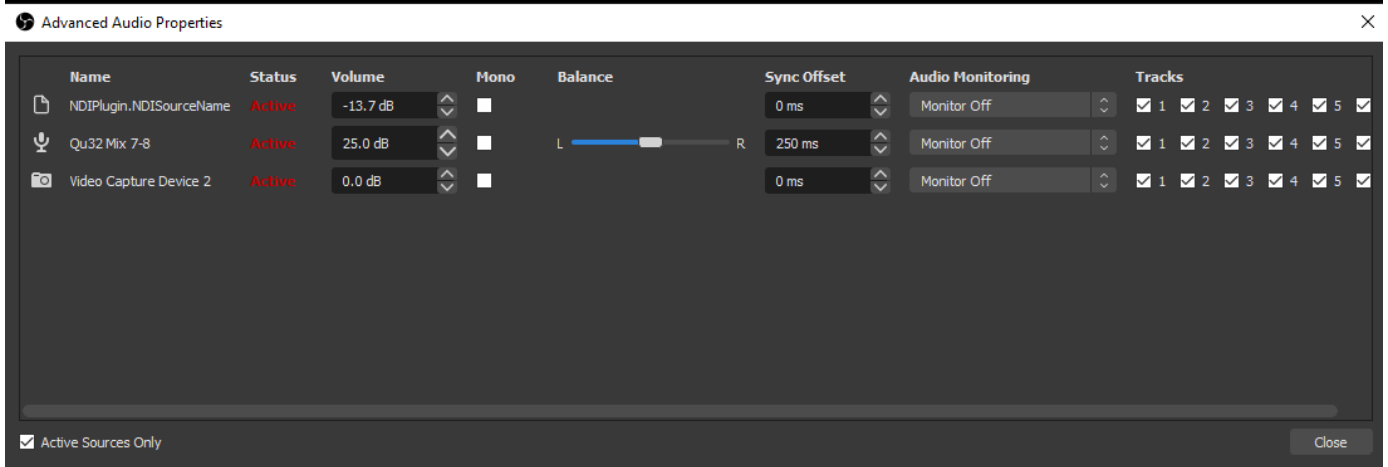 Advanced Audio Properties
Name Status Volume Mono Balance Sync Offset Audio Monitoring Tracks
NDIPlugin.NDISourceName Active -13.7 dB 0 ms Monitor Off 1 2 3 4 5
Qu32 Mix 7-8 Active 25.0 dB L R 250 ms Monitor Off 1 2 3 4 5
Video Capture Device 2 Active 0.0 dB 0 ms Monitor Off 1 2 3 4 5
Active Sources Only Close